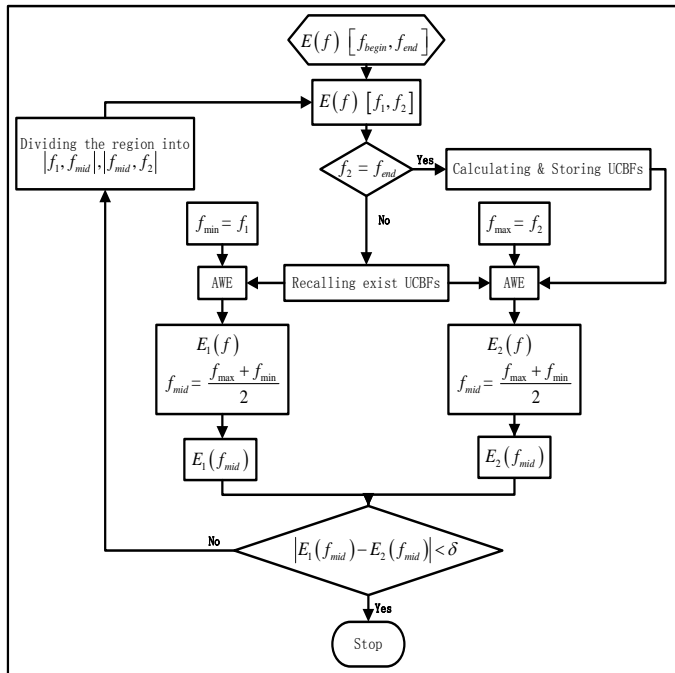 E(f) [f_begin, f_end]
E(f) [f_1, f_2]
Dividing the region into
|f_1, f_mid|, |f_mid, f_2|
f_2 = f_end
Yes
Calculating & Storing UCBFs
No
f_min = f_1
f_max = f_2
AWE
Recalling exist UCBFs
AWE
E_1(f)
f_mid = (f_max + f_min)/2
E_2(f)
f_mid = (f_max + f_min)/2
E_1(f_mid)
E_2(f_mid)
No
|E_1(f_mid) − E_2(f_mid)| < δ
Yes
Stop